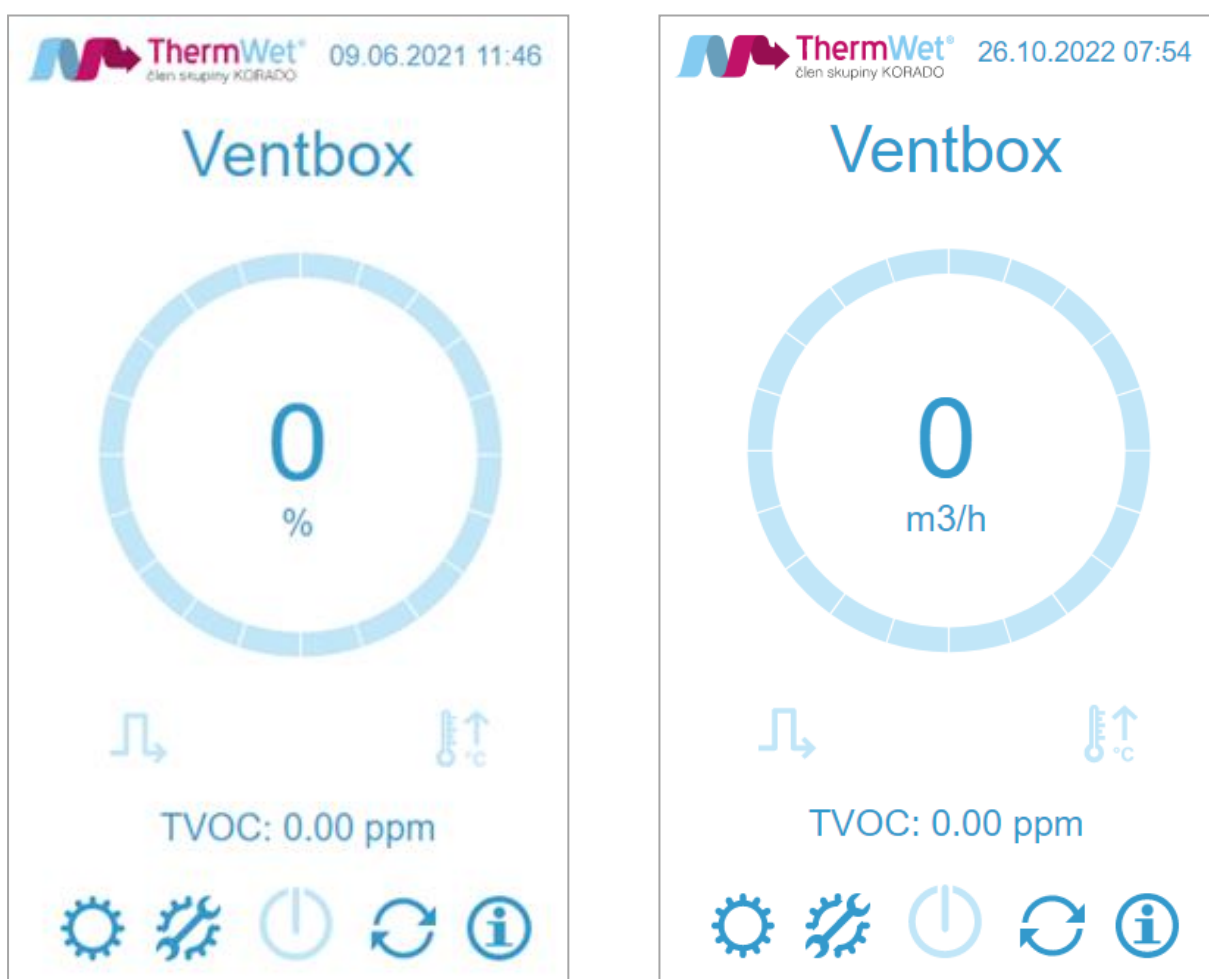 ThermWet® 09.06.2021 11:46
člen skupiny KORADO
Ventbox
0
%
°C
TVOC: 0.00 ppm
ThermWet® 26.10.2022 07:54
člen skupiny KORADO
Ventbox
0
m3/h
°C
TVOC: 0.00 ppm